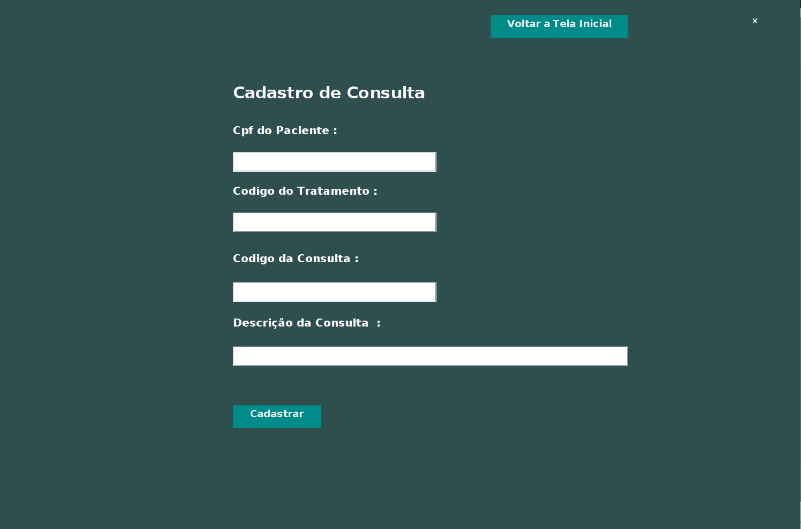 Voltar a Tela Inicial
x
Cadastro de Consulta
Cpf do Paciente :
Codigo do Tratamento :
Codigo da Consulta :
Descrição da Consulta  :
Cadastrar